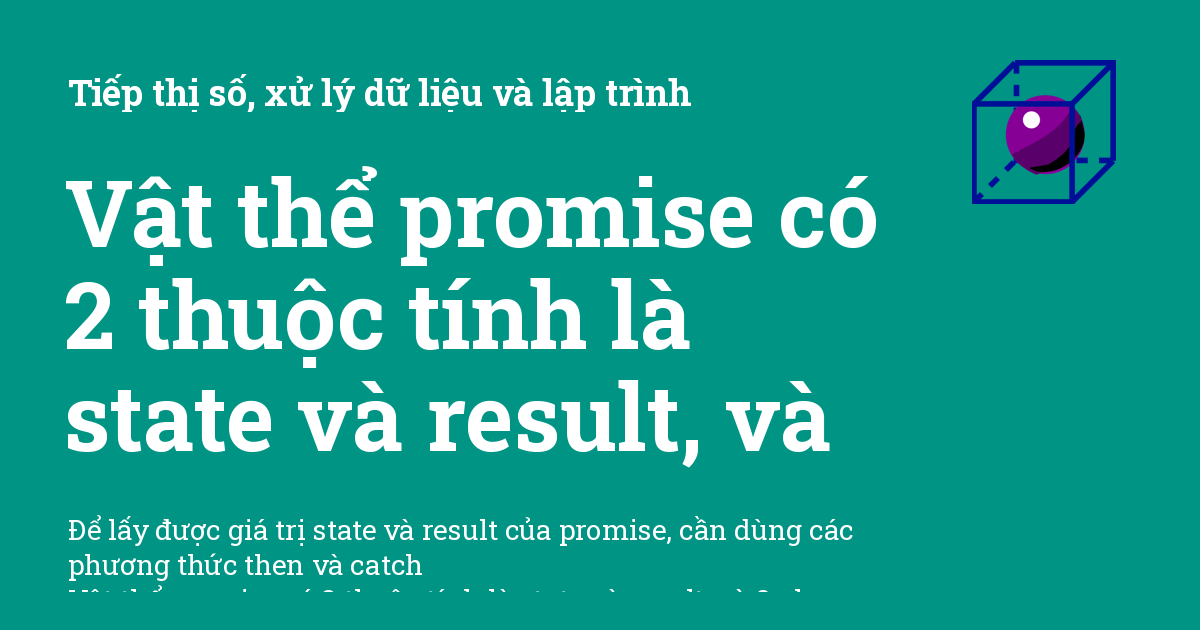 Tiếp thị số, xử lý dữ liệu và lập trình
Vật thể promise có
2 thuộc tính là
state và result, và
Để lấy được giá trị state và result của promise, cần dùng các
phương thức then và catch